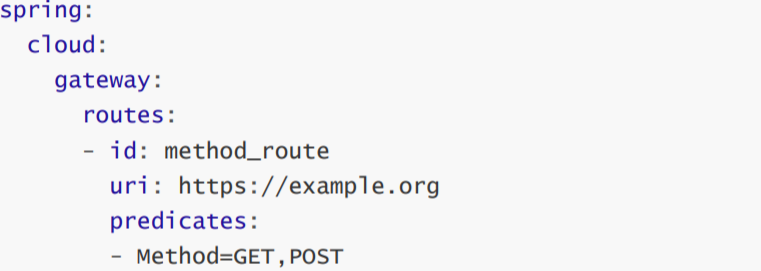 spring:
  cloud:
    gateway:
      routes:
      - id: method_route
        uri: https://example.org
        predicates:
        - Method=GET,POST